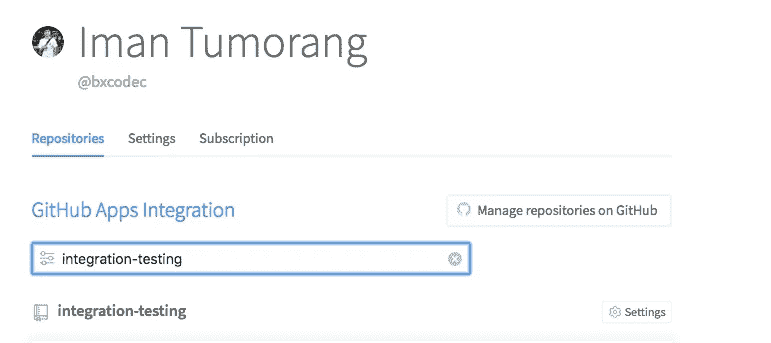 Iman Tumorang
@bxcodec
Repositories Settings Subscription
GitHub Apps Integration
Manage repositories on GitHub
integration-testing
integration-testing
Settings